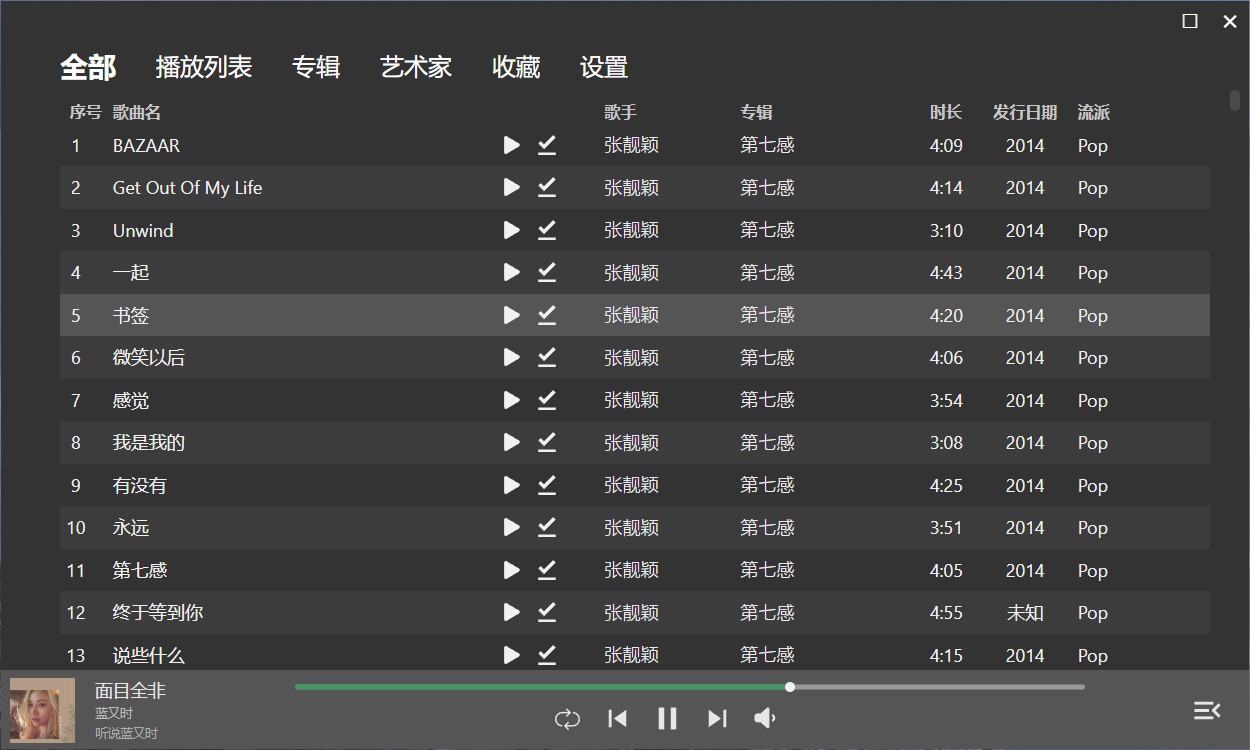 全部 播放列表 专辑 艺术家 收藏 设置
序号 歌曲名 歌手 专辑 时长 发行日期 流派
1 BAZAAR 张靓颖 第七感 4:09 2014 Pop
2 Get Out Of My Life 张靓颖 第七感 4:14 2014 Pop
3 Unwind 张靓颖 第七感 3:10 2014 Pop
4 一起 张靓颖 第七感 4:43 2014 Pop
5 书签 张靓颖 第七感 4:20 2014 Pop
6 微笑以后 张靓颖 第七感 4:06 2014 Pop
7 感觉 张靓颖 第七感 3:54 2014 Pop
8 我是我的 张靓颖 第七感 3:08 2014 Pop
9 有没有 张靓颖 第七感 4:25 2014 Pop
10 永远 张靓颖 第七感 3:51 2014 Pop
11 第七感 张靓颖 第七感 4:05 2014 Pop
12 终于等到你 张靓颖 第七感 4:55 未知 Pop
13 说些什么 张靓颖 第七感 4:15 2014 Pop
面目全非
蓝又时
听说蓝又时